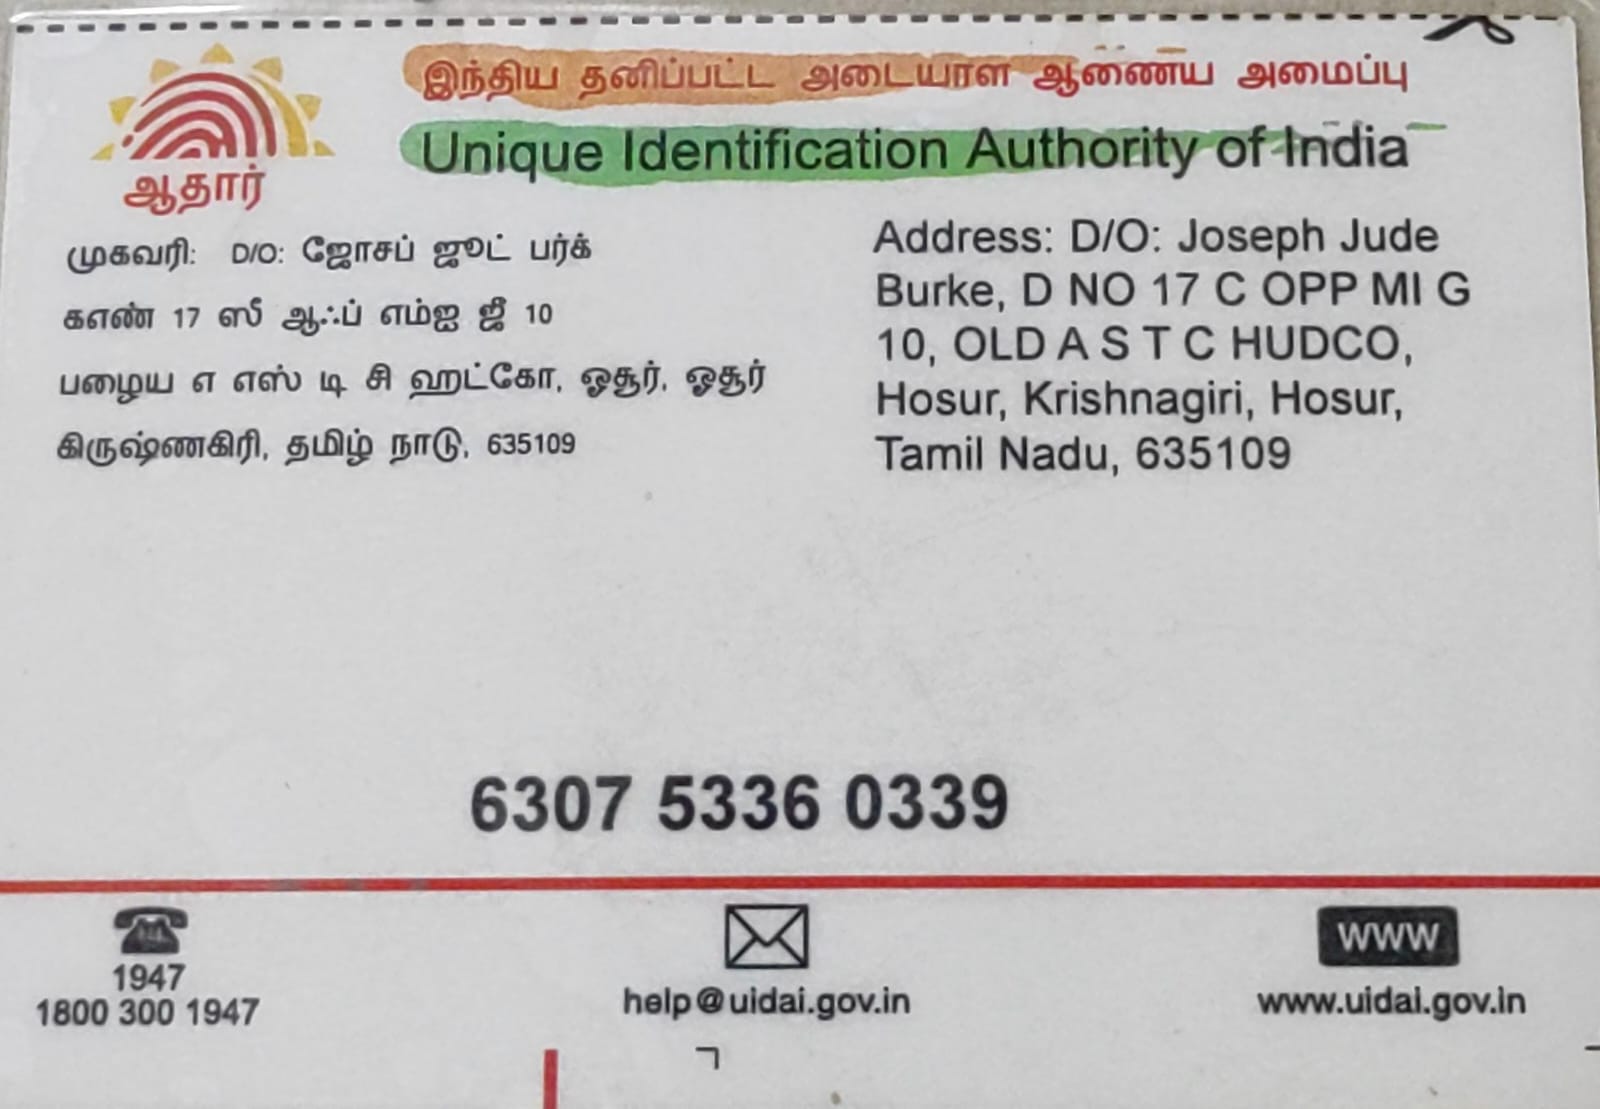 இந்திய தனிப்பட்ட அடையாள ஆணைய அமைப்பு
Unique Identification Authority of India
ஆதார்
முகவரி: D/O: ஜோசப் ஜூட் பர்க்
கஎண் 17 ஸீ ஆஃப் எம்ஐ ஜீ 10
பழைய எ எஸ் டி சி ஹட்கோ, ஓசூர், ஓசூர்
கிருஷ்ணகிரி, தமிழ் நாடு, 635109
Address: D/O: Joseph Jude
Burke, D NO 17 C OPP MI G
10, OLD A S T C HUDCO,
Hosur, Krishnagiri, Hosur,
Tamil Nadu, 635109
6307 5336 0339
1947
1800 300 1947
help@uidai.gov.in
WWW
www.uidai.gov.in